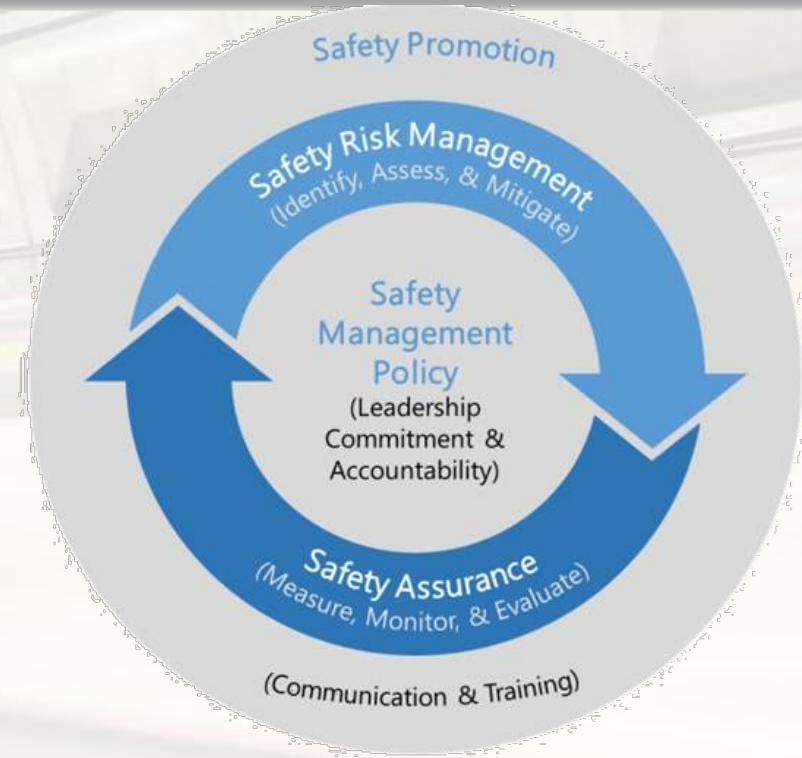 Safety Promotion
Safety Risk Management
(Identify, Assess, & Mitigate)
Safety
Management
Policy
(Leadership
Commitment &
Accountability)
Safety Assurance
(Measure, Monitor, & Evaluate)
(Communication & Training)